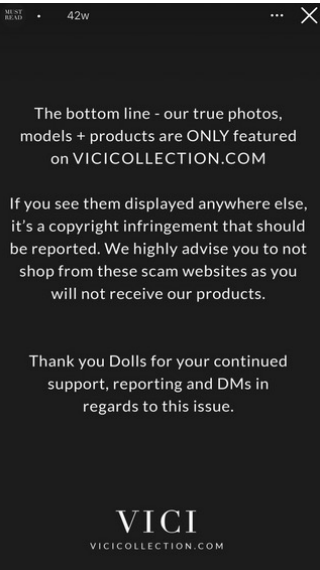 MUST
READ
• 42w ...
The bottom line - our true photos,
models + products are ONLY featured
on VICICOLLECTION.COM
If you see them displayed anywhere else,
it's a copyright infringement that should
be reported. We highly advise you to not
shop from these scam websites as you
will not receive our products.
Thank you Dolls for your continued
support, reporting and DMs in
regards to this issue.
VICI
VICICOLLECTION.COM